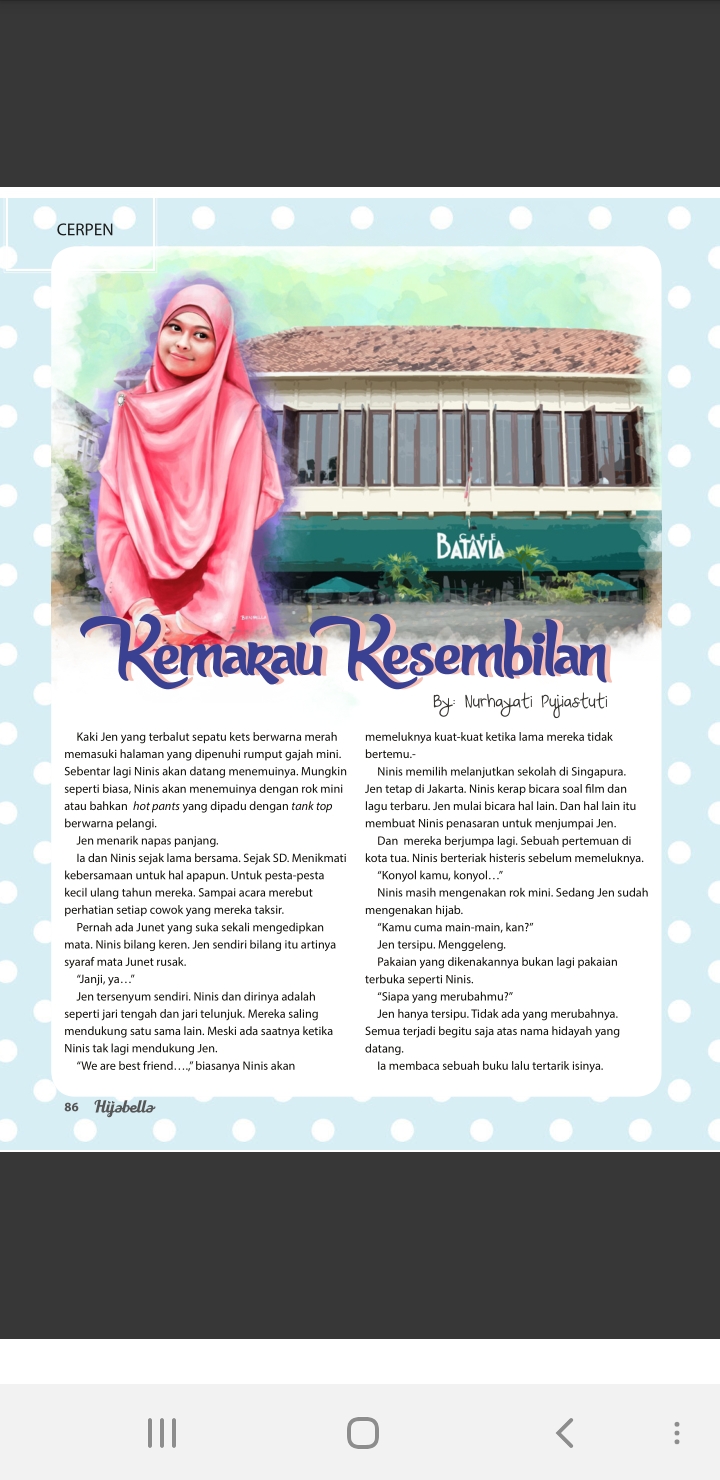 CERPEN
CAFE
BATAVIA
Kemarau Kesembilan
By: Nurhayati Pujiastuti
Kaki Jen yang terbalut sepatu kets berwarna merah
memasuki halaman yang dipenuhi rumput gajah mini.
Sebentar lagi Ninis akan datang menemuinya. Mungkin
seperti biasa, Ninis akan menemuinya dengan rok mini
atau bahkan hot pants yang dipadu dengan tank top
berwarna pelangi.
Jen menarik napas panjang.
Ia dan Ninis sejak lama bersama. Sejak SD. Menikmati
kebersamaan untuk hal apapun. Untuk pesta-pesta
kecil ulang tahun mereka. Sampai acara merebut
perhatian setiap cowok yang mereka taksir.
Pernah ada Junet yang suka sekali mengedipkan
mata. Ninis bilang keren. Jen sendiri bilang itu artinya
syaraf mata Junet rusak.
“Janji, ya…”
Jen tersenyum sendiri. Ninis dan dirinya adalah
seperti jari tengah dan jari telunjuk. Mereka saling
mendukung satu sama lain. Meski ada saatnya ketika
Ninis tak lagi mendukung Jen.
“We are best friend….,” biasanya Ninis akan
memeluknya kuat-kuat ketika lama mereka tidak
bertemu.-
Ninis memilih melanjutkan sekolah di Singapura.
Jen tetap di Jakarta. Ninis kerap bicara soal film dan
lagu terbaru. Jen mulai bicara hal lain. Dan hal lain itu
membuat Ninis penasaran untuk menjumpai Jen.
Dan mereka berjumpa lagi. Sebuah pertemuan di
kota tua. Ninis berteriak histeris sebelum memeluknya.
“Konyol kamu, konyol…”
Ninis masih mengenakan rok mini. Sedang Jen sudah
mengenakan hijab.
“Kamu cuma main-main, kan?”
Jen tersipu. Menggeleng.
Pakaian yang dikenakannya bukan lagi pakaian
terbuka seperti Ninis.
“Siapa yang merubahmu?”
Jen hanya tersipu. Tidak ada yang merubahnya.
Semua terjadi begitu saja atas nama hidayah yang
datang.
Ia membaca sebuah buku lalu tertarik isinya.
86 Hijabella